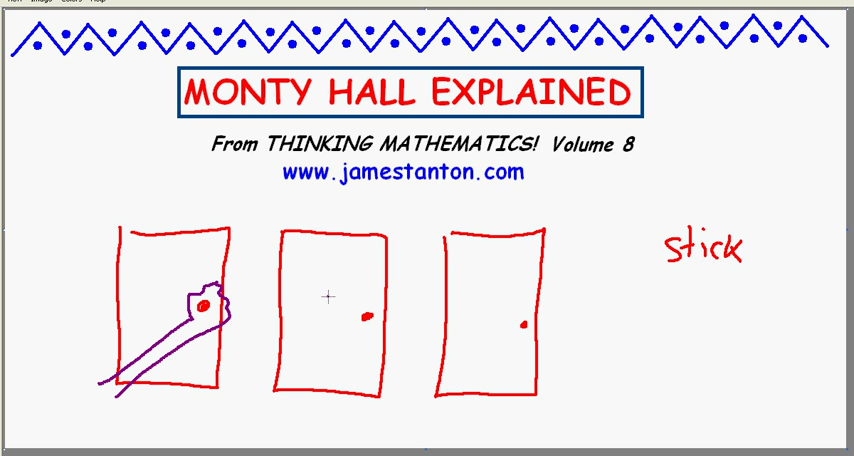 MONTY HALL EXPLAINED
From THINKING MATHEMATICS! Volume 8
www.jamestanton.com
stick